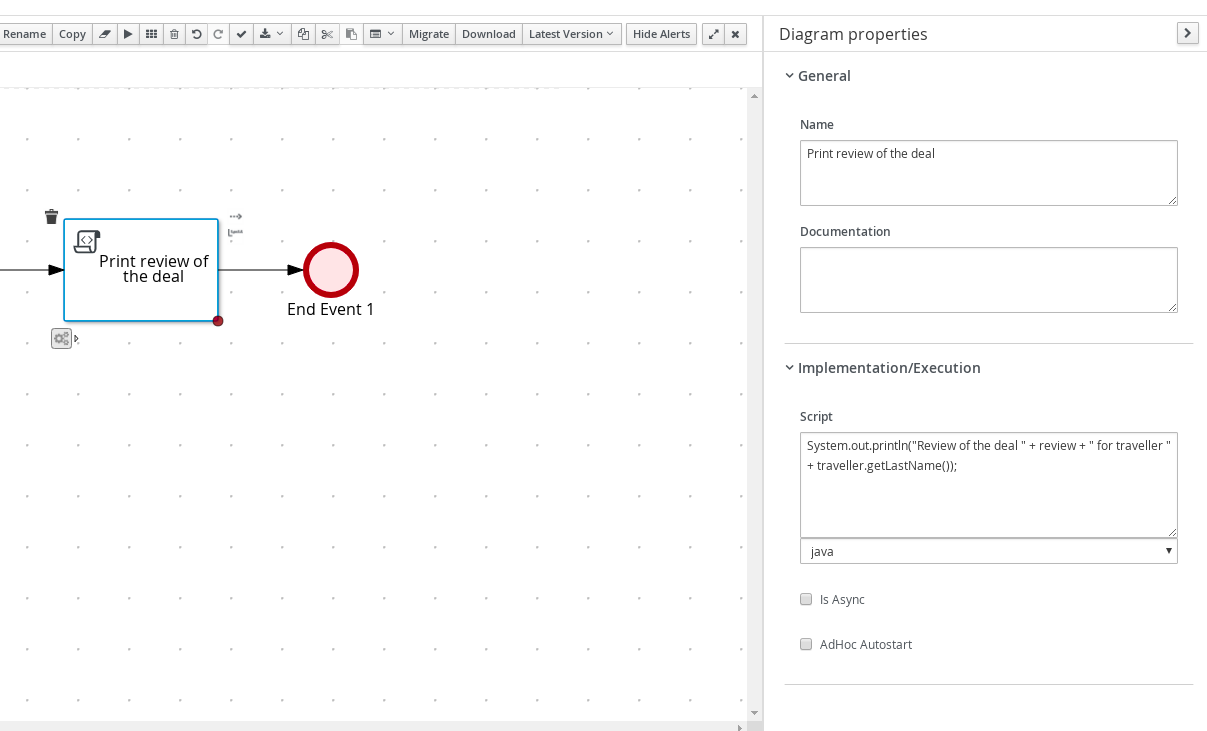 Rename Copy Migrate Download Latest Version Hide Alerts
Diagram properties
General
Name
Print review of the deal
Documentation
Print review of
the deal
End Event 1
Implementation/Execution
Script
System.out.println("Review of the deal " + review + " for traveller "
+ traveller.getLastName());
java
Is Async
AdHoc Autostart